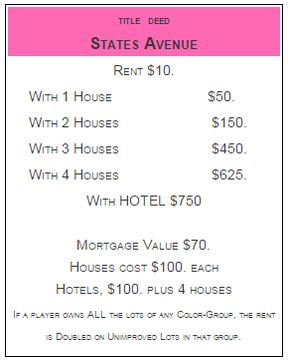 TITLE DEED
STATES AVENUE
RENT $10.
WITH 1 HOUSE $50.
WITH 2 HOUSES $150.
WITH 3 HOUSES $450.
WITH 4 HOUSES $625.
WITH HOTEL $750
MORTGAGE VALUE $70.
HOUSES COST $100. EACH
HOTELS, $100. PLUS 4 HOUSES
IF A PLAYER OWNS ALL THE LOTS OF ANY COLOR-GROUP, THE RENT
IS DOUBLED ON UNIMPROVED LOTS IN THAT GROUP.